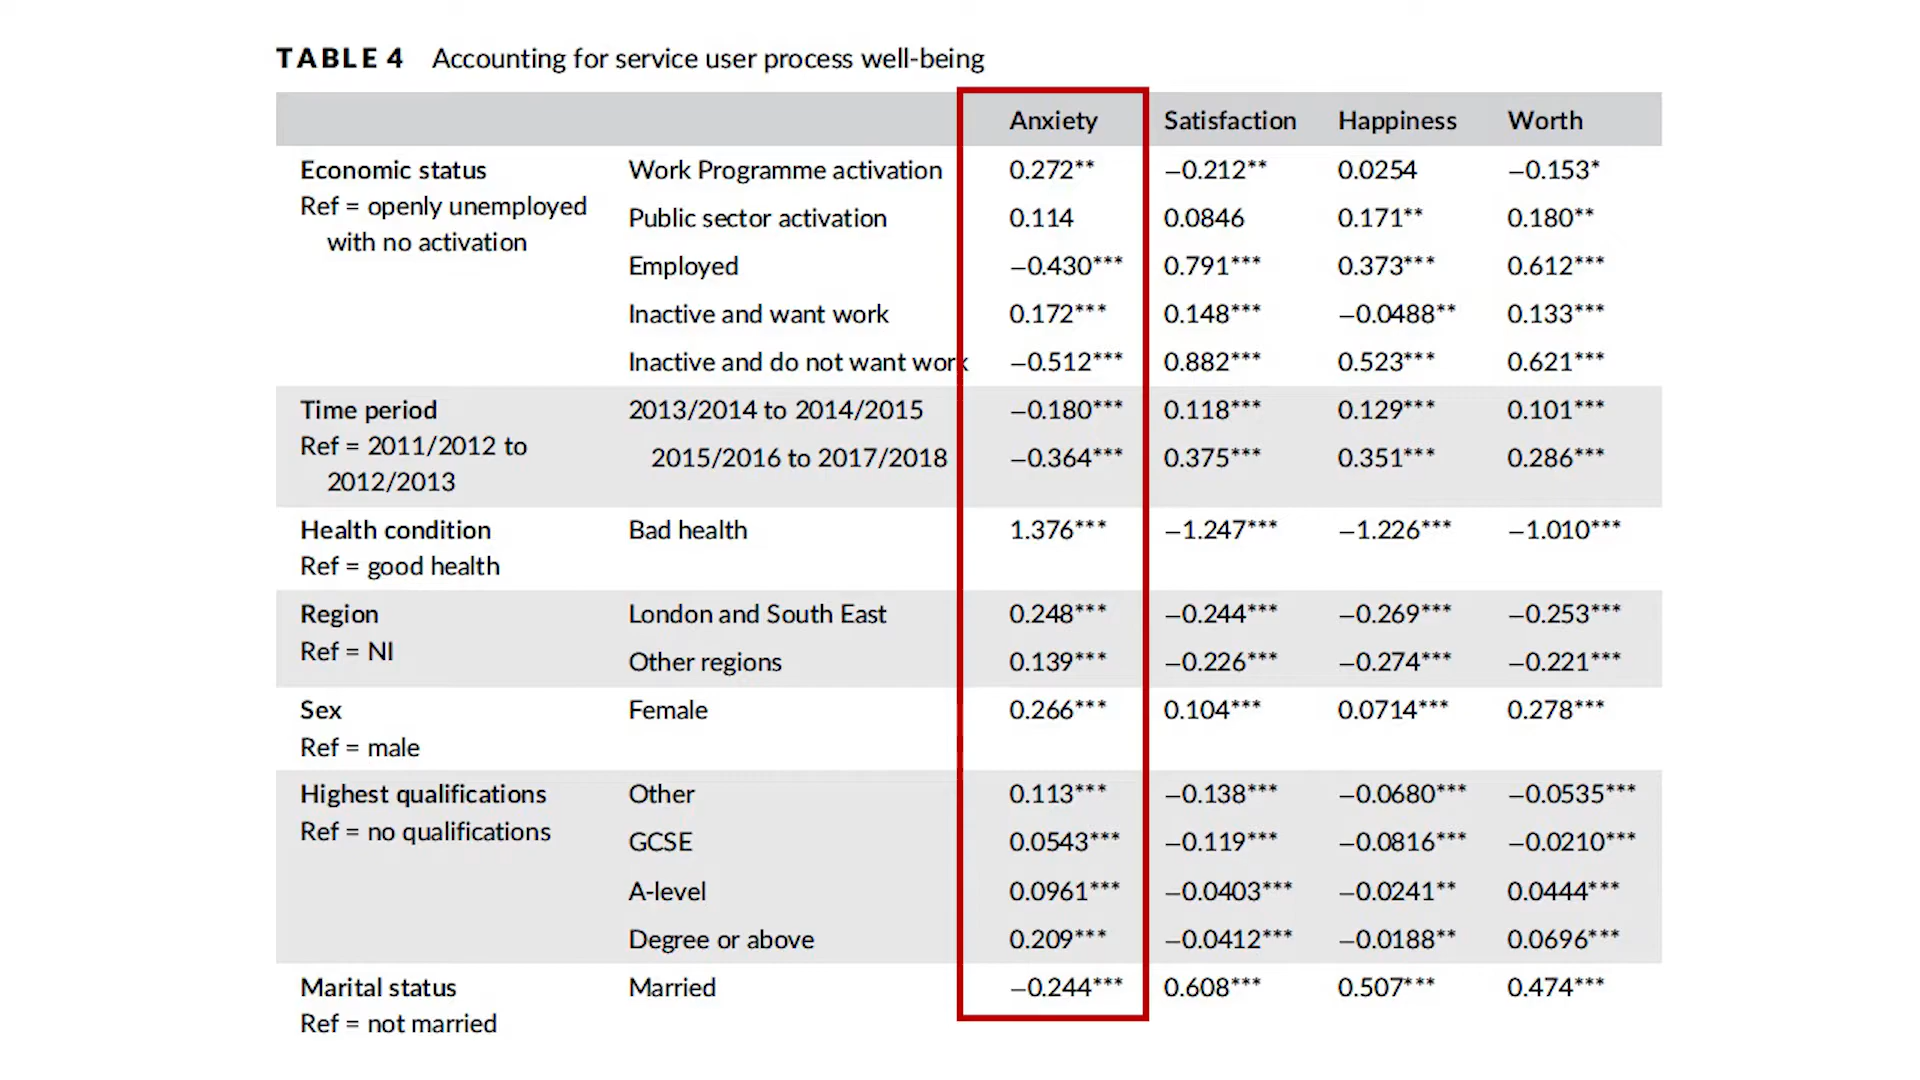 TABLE 4 Accounting for service user process well-being
Anxiety Satisfaction Happiness Worth
Economic status Work Programme activation 0.272** −0.212** 0.0254 −0.153*
Ref = openly unemployed
with no activation
Public sector activation 0.114 0.0846 0.171** 0.180**
Employed −0.430*** 0.791*** 0.373*** 0.612***
Inactive and want work 0.172*** 0.148*** −0.0488** 0.133***
Inactive and do not want work −0.512*** 0.882*** 0.523*** 0.621***
Time period 2013/2014 to 2014/2015 −0.180*** 0.118*** 0.129*** 0.101***
Ref = 2011/2012 to
2012/2013
2015/2016 to 2017/2018 −0.364*** 0.375*** 0.351*** 0.286***
Health condition Bad health 1.376*** −1.247*** −1.226*** −1.010***
Ref = good health
Region London and South East 0.248*** −0.244*** −0.269*** −0.253***
Ref = NI Other regions 0.139*** −0.226*** −0.274*** −0.221***
Sex Female 0.266*** 0.104*** 0.0714*** 0.278***
Ref = male
Highest qualifications Other 0.113*** −0.138*** −0.0680*** −0.0535***
Ref = no qualifications GCSE 0.0543*** −0.119*** −0.0816*** −0.0210***
A-level 0.0961*** −0.0403*** −0.0241** 0.0444***
Degree or above 0.209*** −0.0412*** −0.0188** 0.0696***
Marital status Married −0.244*** 0.608*** 0.507*** 0.474***
Ref = not married